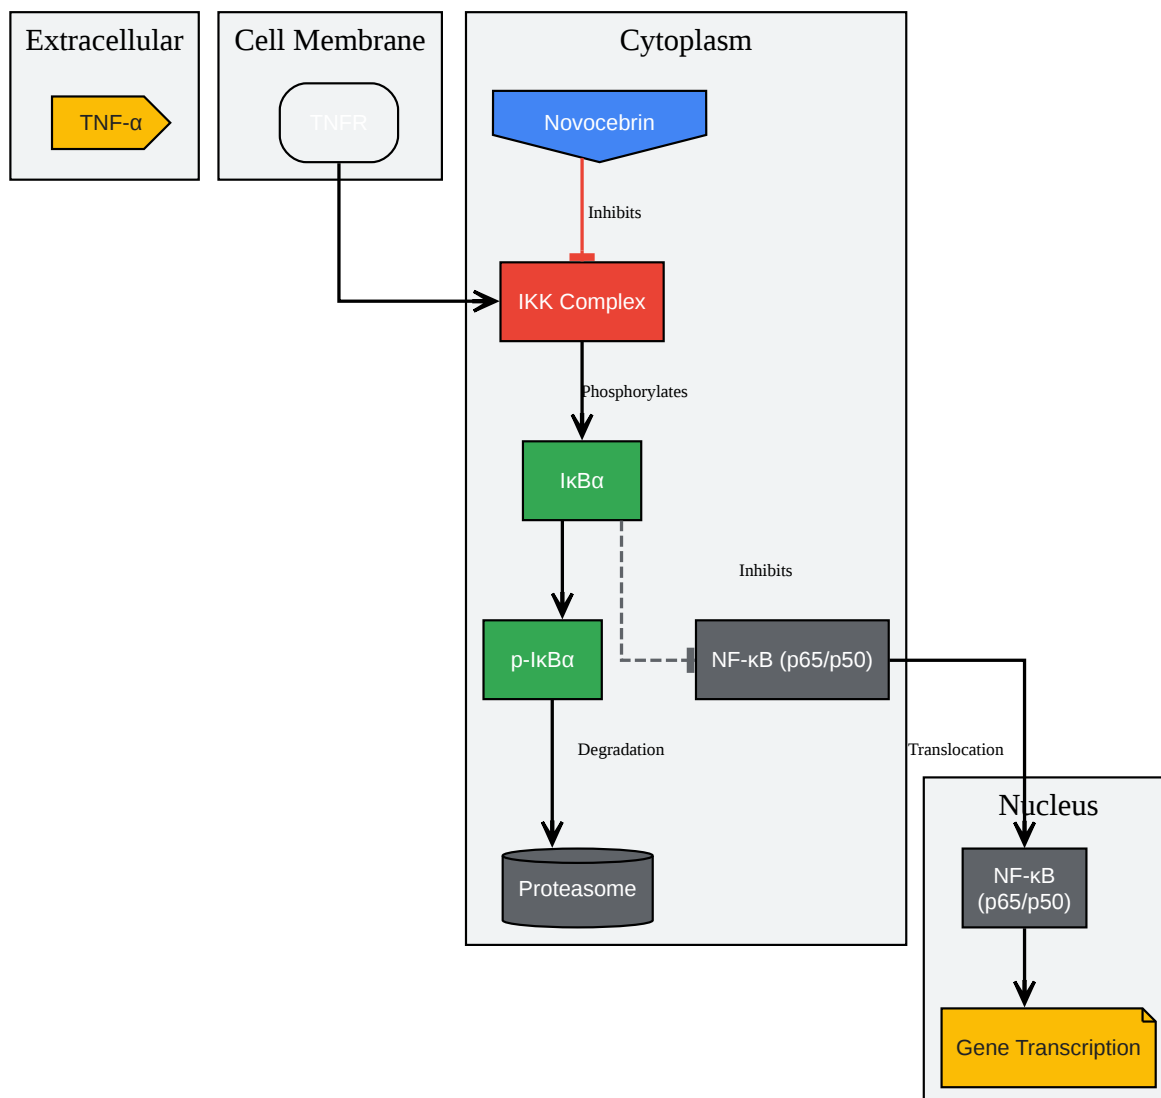 Extracellular
Cell Membrane
Cytoplasm
TNF-α
TNFR
Novocebrin
Inhibits
IKK Complex
Phosphorylates
IκBα
Inhibits
p-IκBα
NF-κB (p65/p50)
Degradation
Translocation
Nucleus
Proteasome
NF-κB
(p65/p50)
Gene Transcription